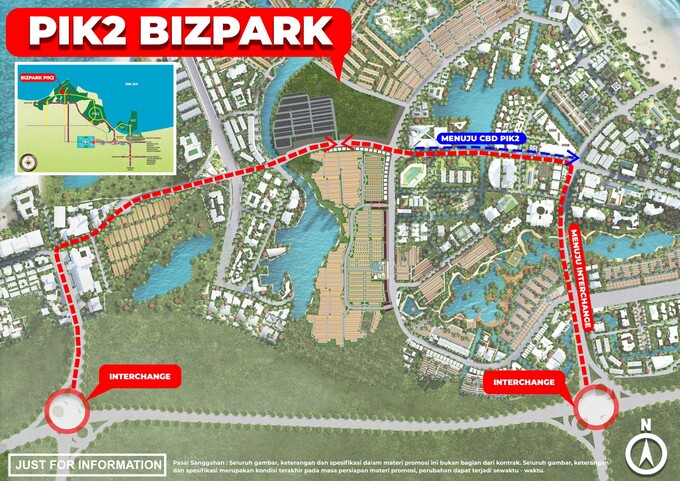 PIK2 BIZPARK
BIZPARK PIK2
MENUJU CBD PIK2
MENUJU INTERCHANGE
INTERCHANGE
INTERCHANGE
N
JUST FOR INFORMATION
Pasal Sanggahan : Seluruh gambar, keterangan dan spesifikasi dalam materi promosi ini bukan bagian dari kontrak. Seluruh gambar, keterangan
dan spesifikasi merupakan kondisi terakhir pada masa persiapan materi promosi, perubahan dapat terjadi sewaktu - waktu.